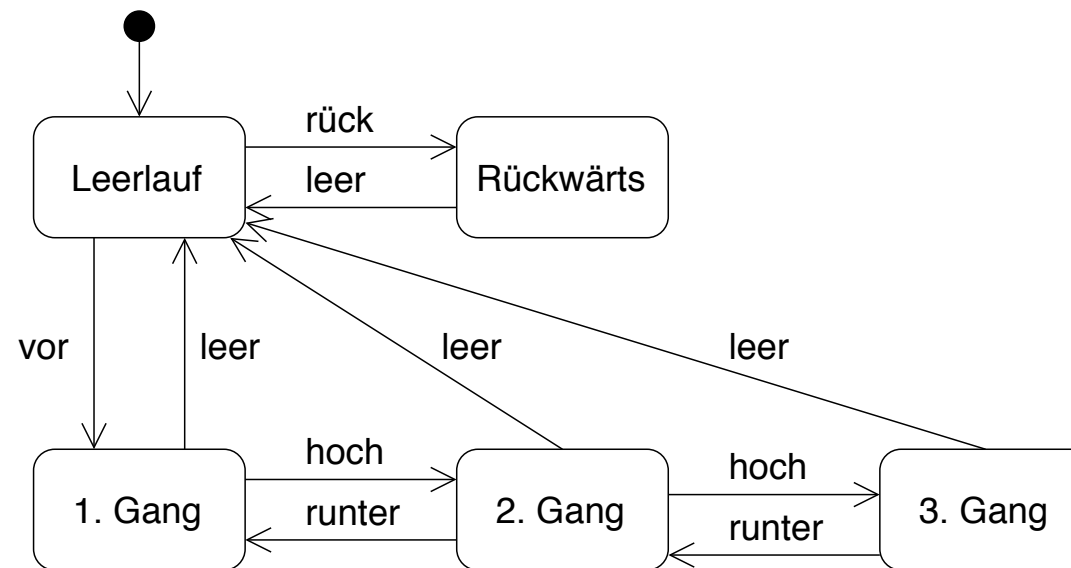 rück
Leerlauf
leer
Rückwärts
vor
leer
leer
leer
hoch
hoch
1. Gang
runter
2. Gang
runter
3. Gang